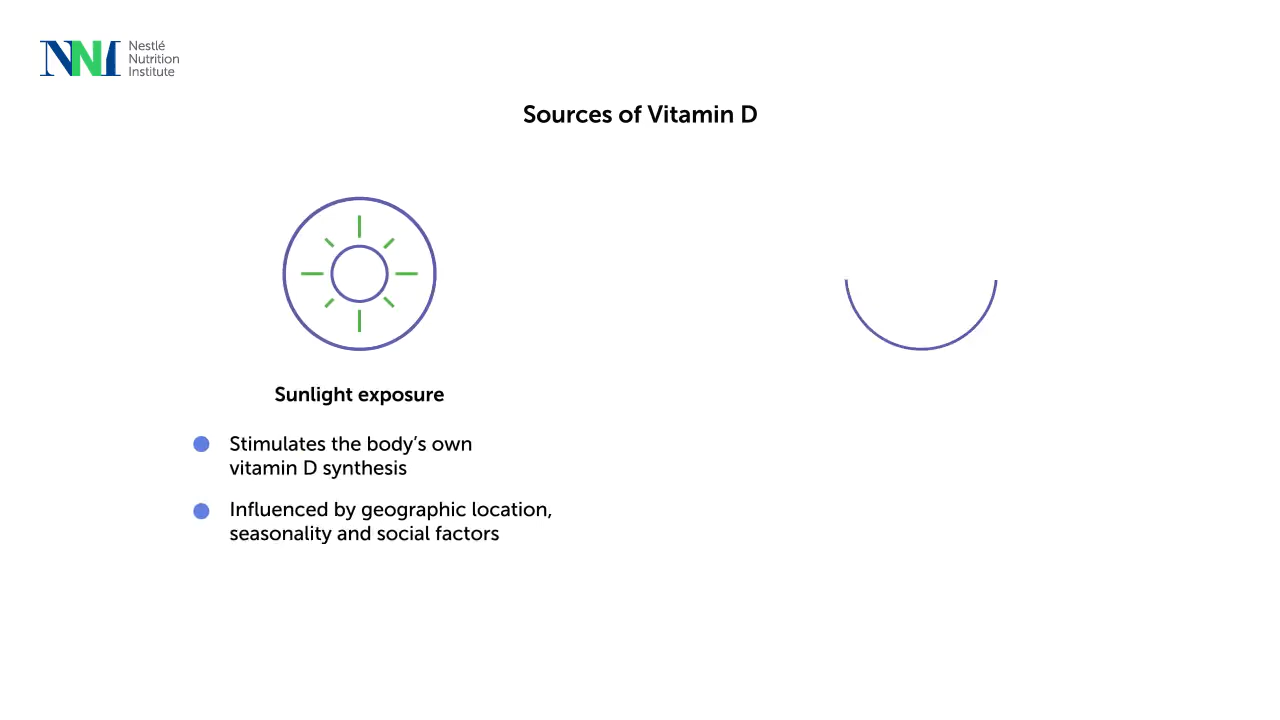 NNI
Nestlé
Nutrition
Institute
Sources of Vitamin D
Sunlight exposure
Stimulates the body’s own
vitamin D synthesis
Influenced by geographic location,
seasonality and social factors